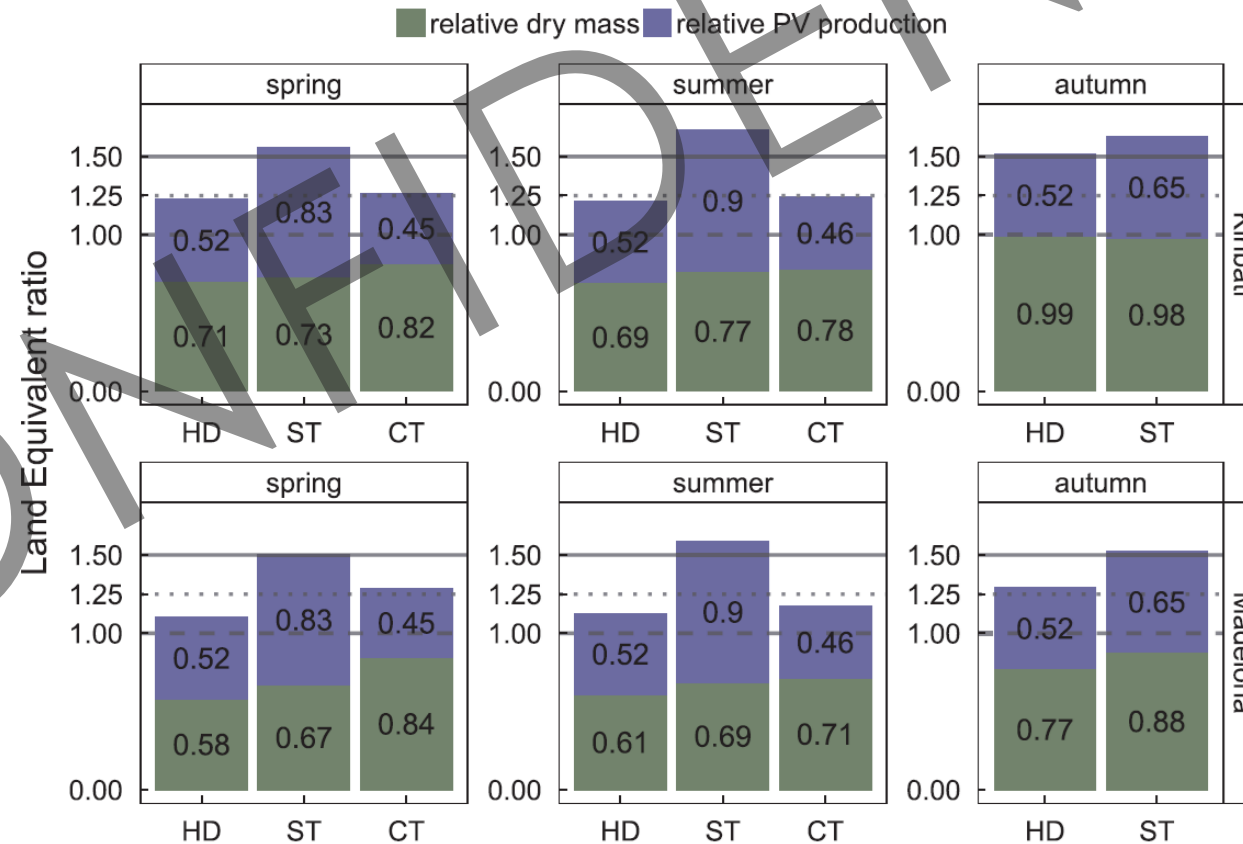 relative dry mass relative PV production
spring summer autumn
1.50 1.50 1.50
1.25 1.25 1.25
1.00 1.00 1.00
0.00 0.00 0.00
0.52 0.83 0.45 0.52 0.9 0.46 0.52 0.65
0.71 0.73 0.82 0.69 0.77 0.78 0.99 0.98
HD ST CT HD ST CT HD ST
Land Equivalent ratio
spring summer autumn
1.50 1.50 1.50
1.25 1.25 1.25
1.00 1.00 1.00
0.00 0.00 0.00
0.52 0.83 0.45 0.52 0.9 0.46 0.52 0.65
0.58 0.67 0.84 0.61 0.69 0.71 0.77 0.88
HD ST CT HD ST CT HD ST